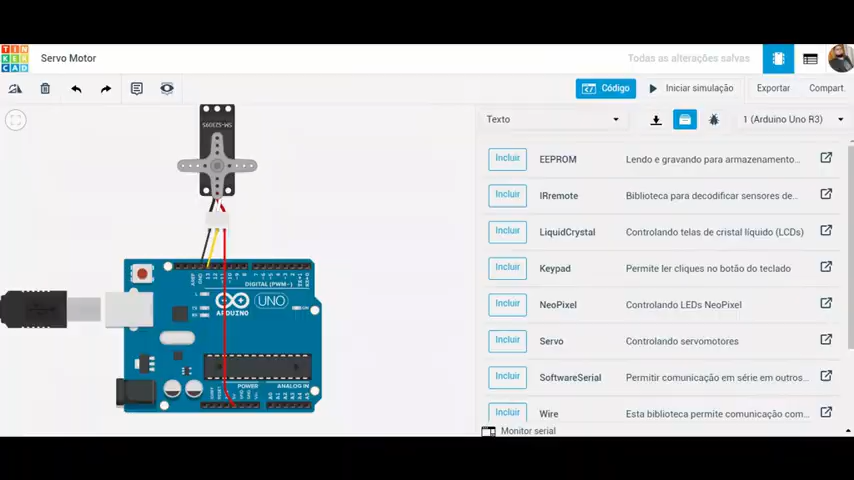 TIN
KER
CAD
Servo Motor
Todas as alterações salvas
Código
Iniciar simulação
Exportar
Compart
Texto
1 (Arduino Uno R3)
Incluir EEPROM Lendo e gravando para armazenamento...
Incluir IRremote Biblioteca para decodificar sensores de..
Incluir LiquidCrystal Controlando telas de cristal líquido (LCDs)
Incluir Keypad Permite ler cliques no botão do teclado
Incluir NeoPixel Controlando LEDs NeoPixel
Incluir Servo Controlando servomotores
Incluir SoftwareSerial Permitir comunicação em série em outros...
Incluir Wire Esta biblioteca permite comunicação com...
Monitor serial
DIGITAL (PWM~)
UNO
ARDUINO
POWER
ANALOG IN